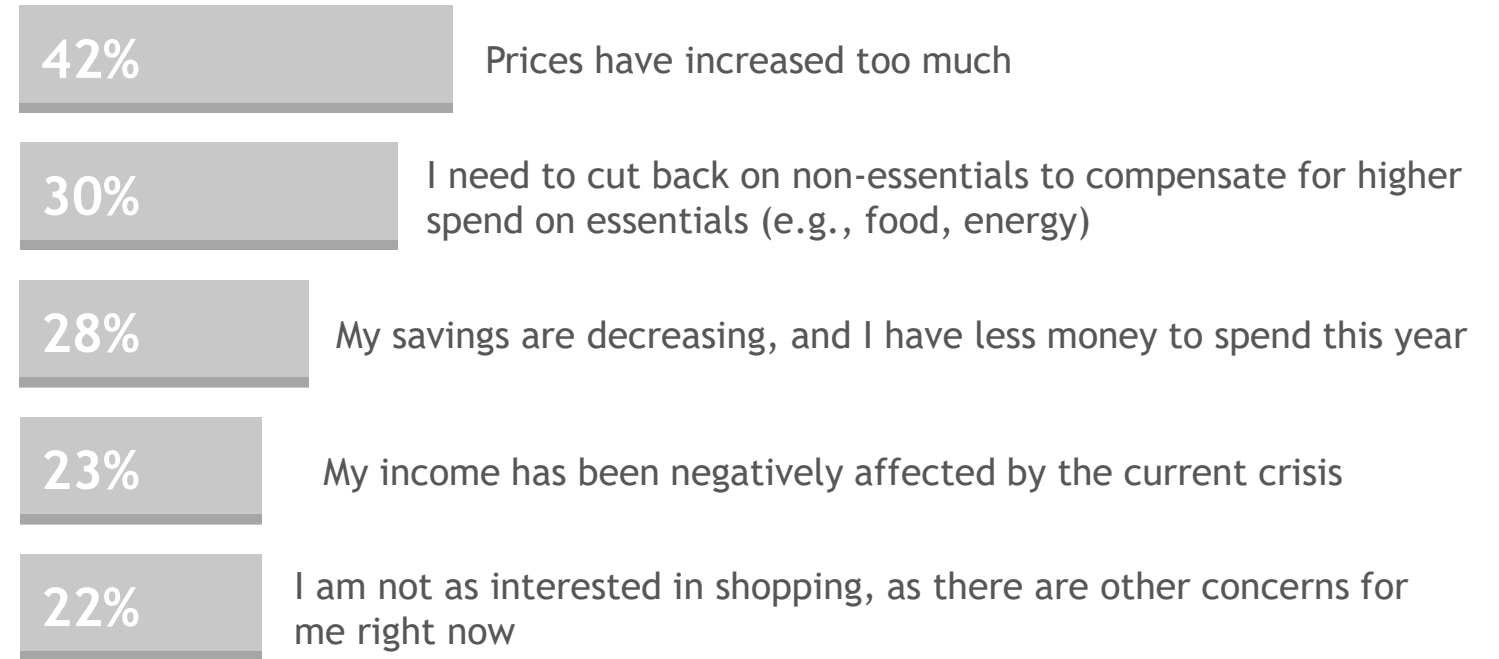 42%
Prices have increased too much
30%
I need to cut back on non-essentials to compensate for higher
spend on essentials (e.g., food, energy)
28%
My savings are decreasing, and I have less money to spend this year
23%
My income has been negatively affected by the current crisis
22%
I am not as interested in shopping, as there are other concerns for
me right now